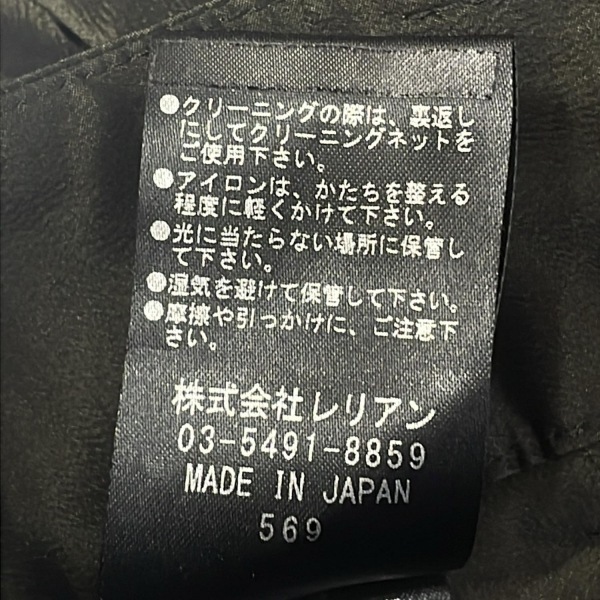 ●クリーニングの際は、裏返し
にしてクリーニングネットを
ご使用下さい。
●アイロンは、かたちを整える
程度に軽くかけて下さい。
●光に当たらない場所に保管し
て下さい。
●湿気を避けて保管して下さい。
●摩擦や引っかけに、ご注意下
さい。
株式会社レリアン
03-5491-8859
MADE IN JAPAN
569